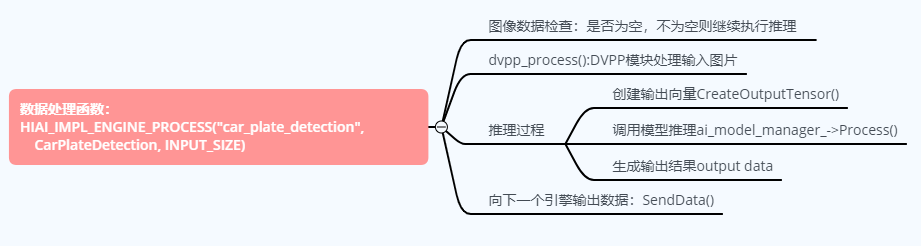 数据处理函数：
HIAI_IMPL_ENGINE_PROCESS("car_plate_detection",
CarPlateDetection, INPUT_SIZE)
图像数据检查：是否为空，不为空则继续执行推理
dvpp_process():DVPP模块处理输入图片
推理过程
创建输出向量CreateOutputTensor()
调用模型推理ai_model_manager_->Process()
生成输出结果output data
向下一个引擎输出数据：SendData()